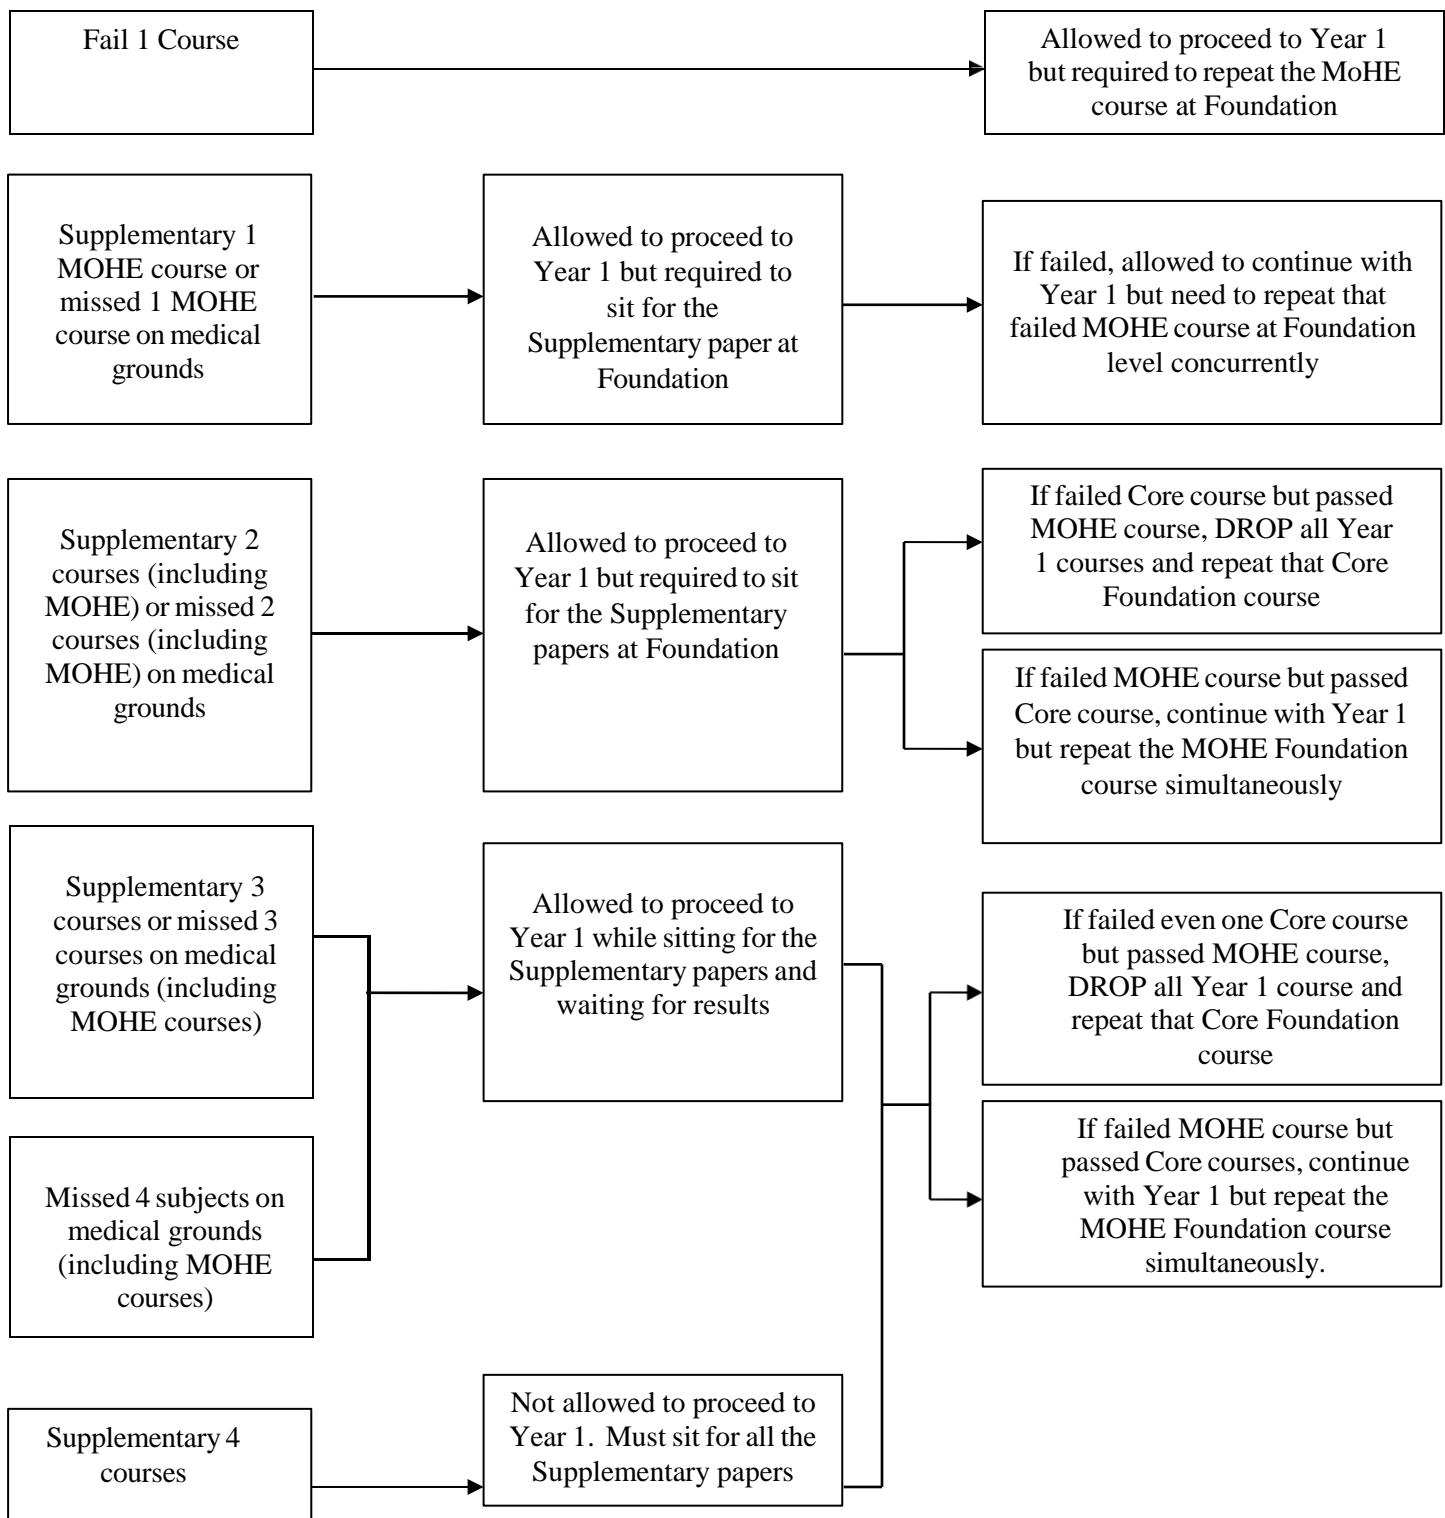 Fail 1 Course
Allowed to proceed to Year 1
but required to repeat the MoHE
course at Foundation
Supplementary 1
MOHE course or
missed 1 MOHE
course on medical
grounds
Allowed to proceed to
Year 1 but required to
sit for the
Supplementary paper at
Foundation
If failed, allowed to continue with
Year 1 but need to repeat that
failed MOHE course at Foundation
level concurrently
Supplementary 2
courses (including
MOHE) or missed 2
courses (including
MOHE) on medical
grounds
Allowed to proceed to
Year 1 but required to sit
for the Supplementary
papers at Foundation
If failed Core course but passed
MOHE course, DROP all Year
1 courses and repeat that Core
Foundation course
If failed MOHE course but passed
Core course, continue with Year 1
but repeat the MOHE Foundation
course simultaneously
Supplementary 3
courses or missed 3
courses on medical
grounds (including
MOHE courses)
Allowed to proceed to
Year 1 while sitting for the
Supplementary papers and
waiting for results
If failed even one Core course
but passed MOHE course,
DROP all Year 1 course and
repeat that Core Foundation
course
If failed MOHE course but
passed Core courses, continue
with Year 1 but repeat the
MOHE Foundation course
simultaneously.
Missed 4 subjects on
medical grounds
(including MOHE
courses)
Supplementary 4
courses
Not allowed to proceed to
Year 1. Must sit for all the
Supplementary papers